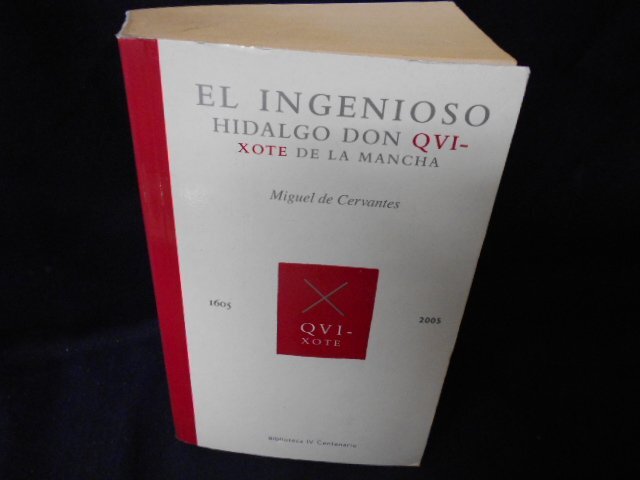 EL INGENIOSO
HIDALGO DON QVI-
XOTE DE LA MANCHA
Miguel de Cervantes
1605
2005
QVI-
XOTE
Biblioteca IV Centenario